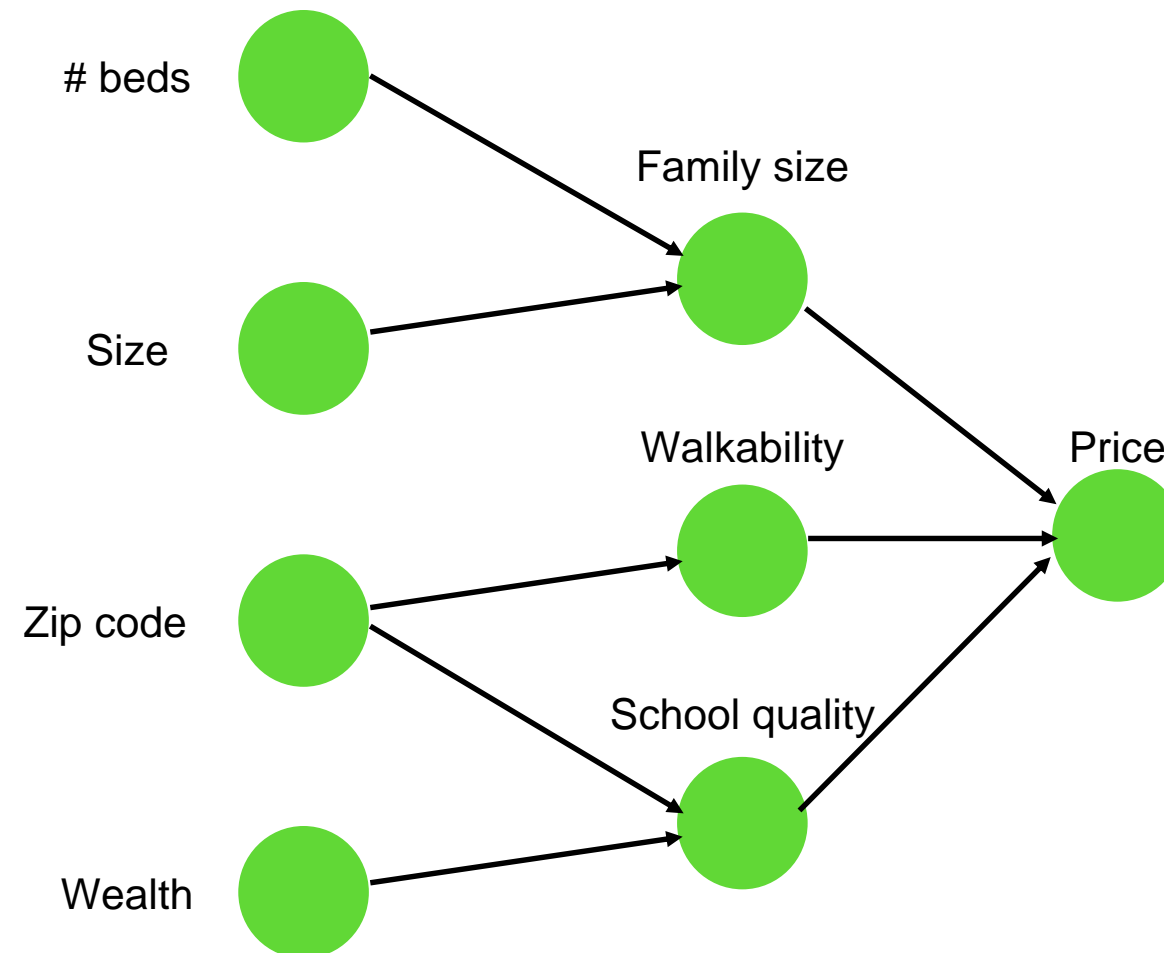 # beds
Family size
Size
Walkability
Price
Zip code
School quality
Wealth